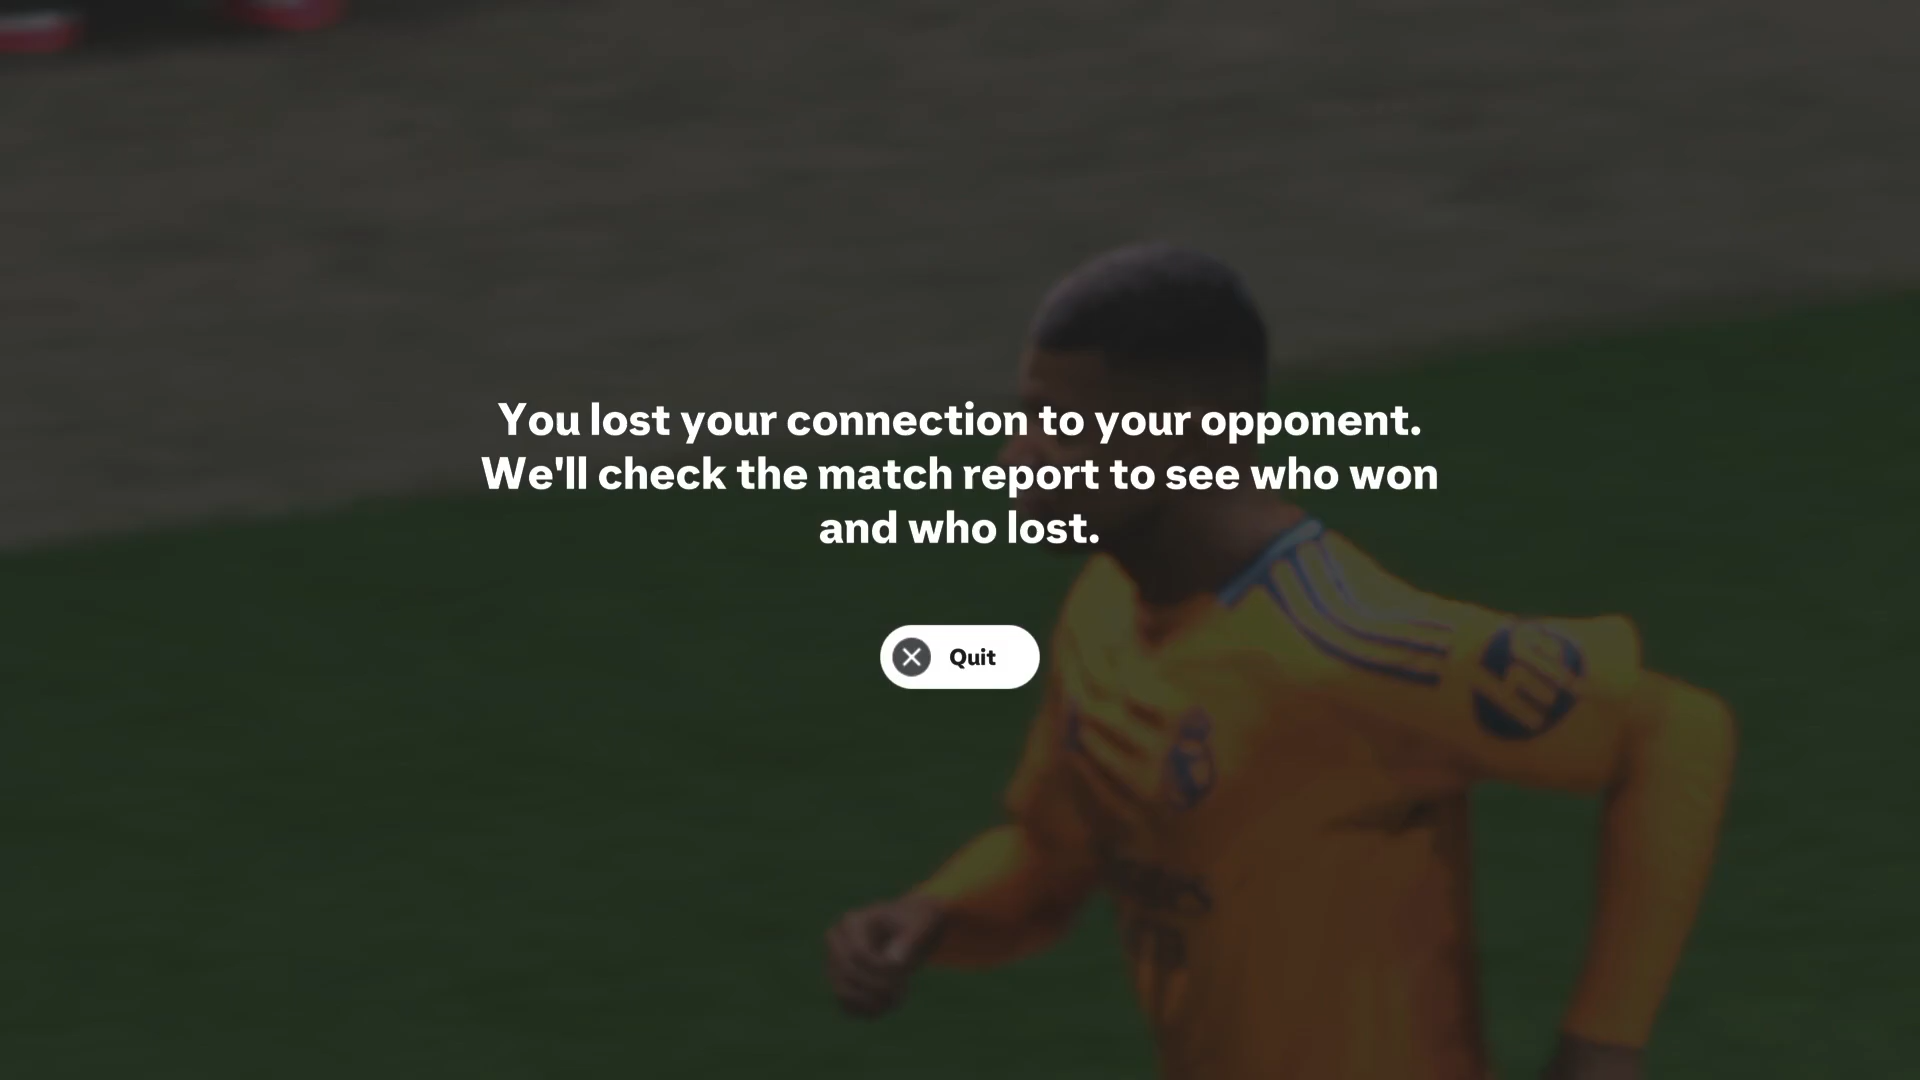 You lost your connection to your opponent.
We'll check the match report to see who won
and who lost.
Quit
hp